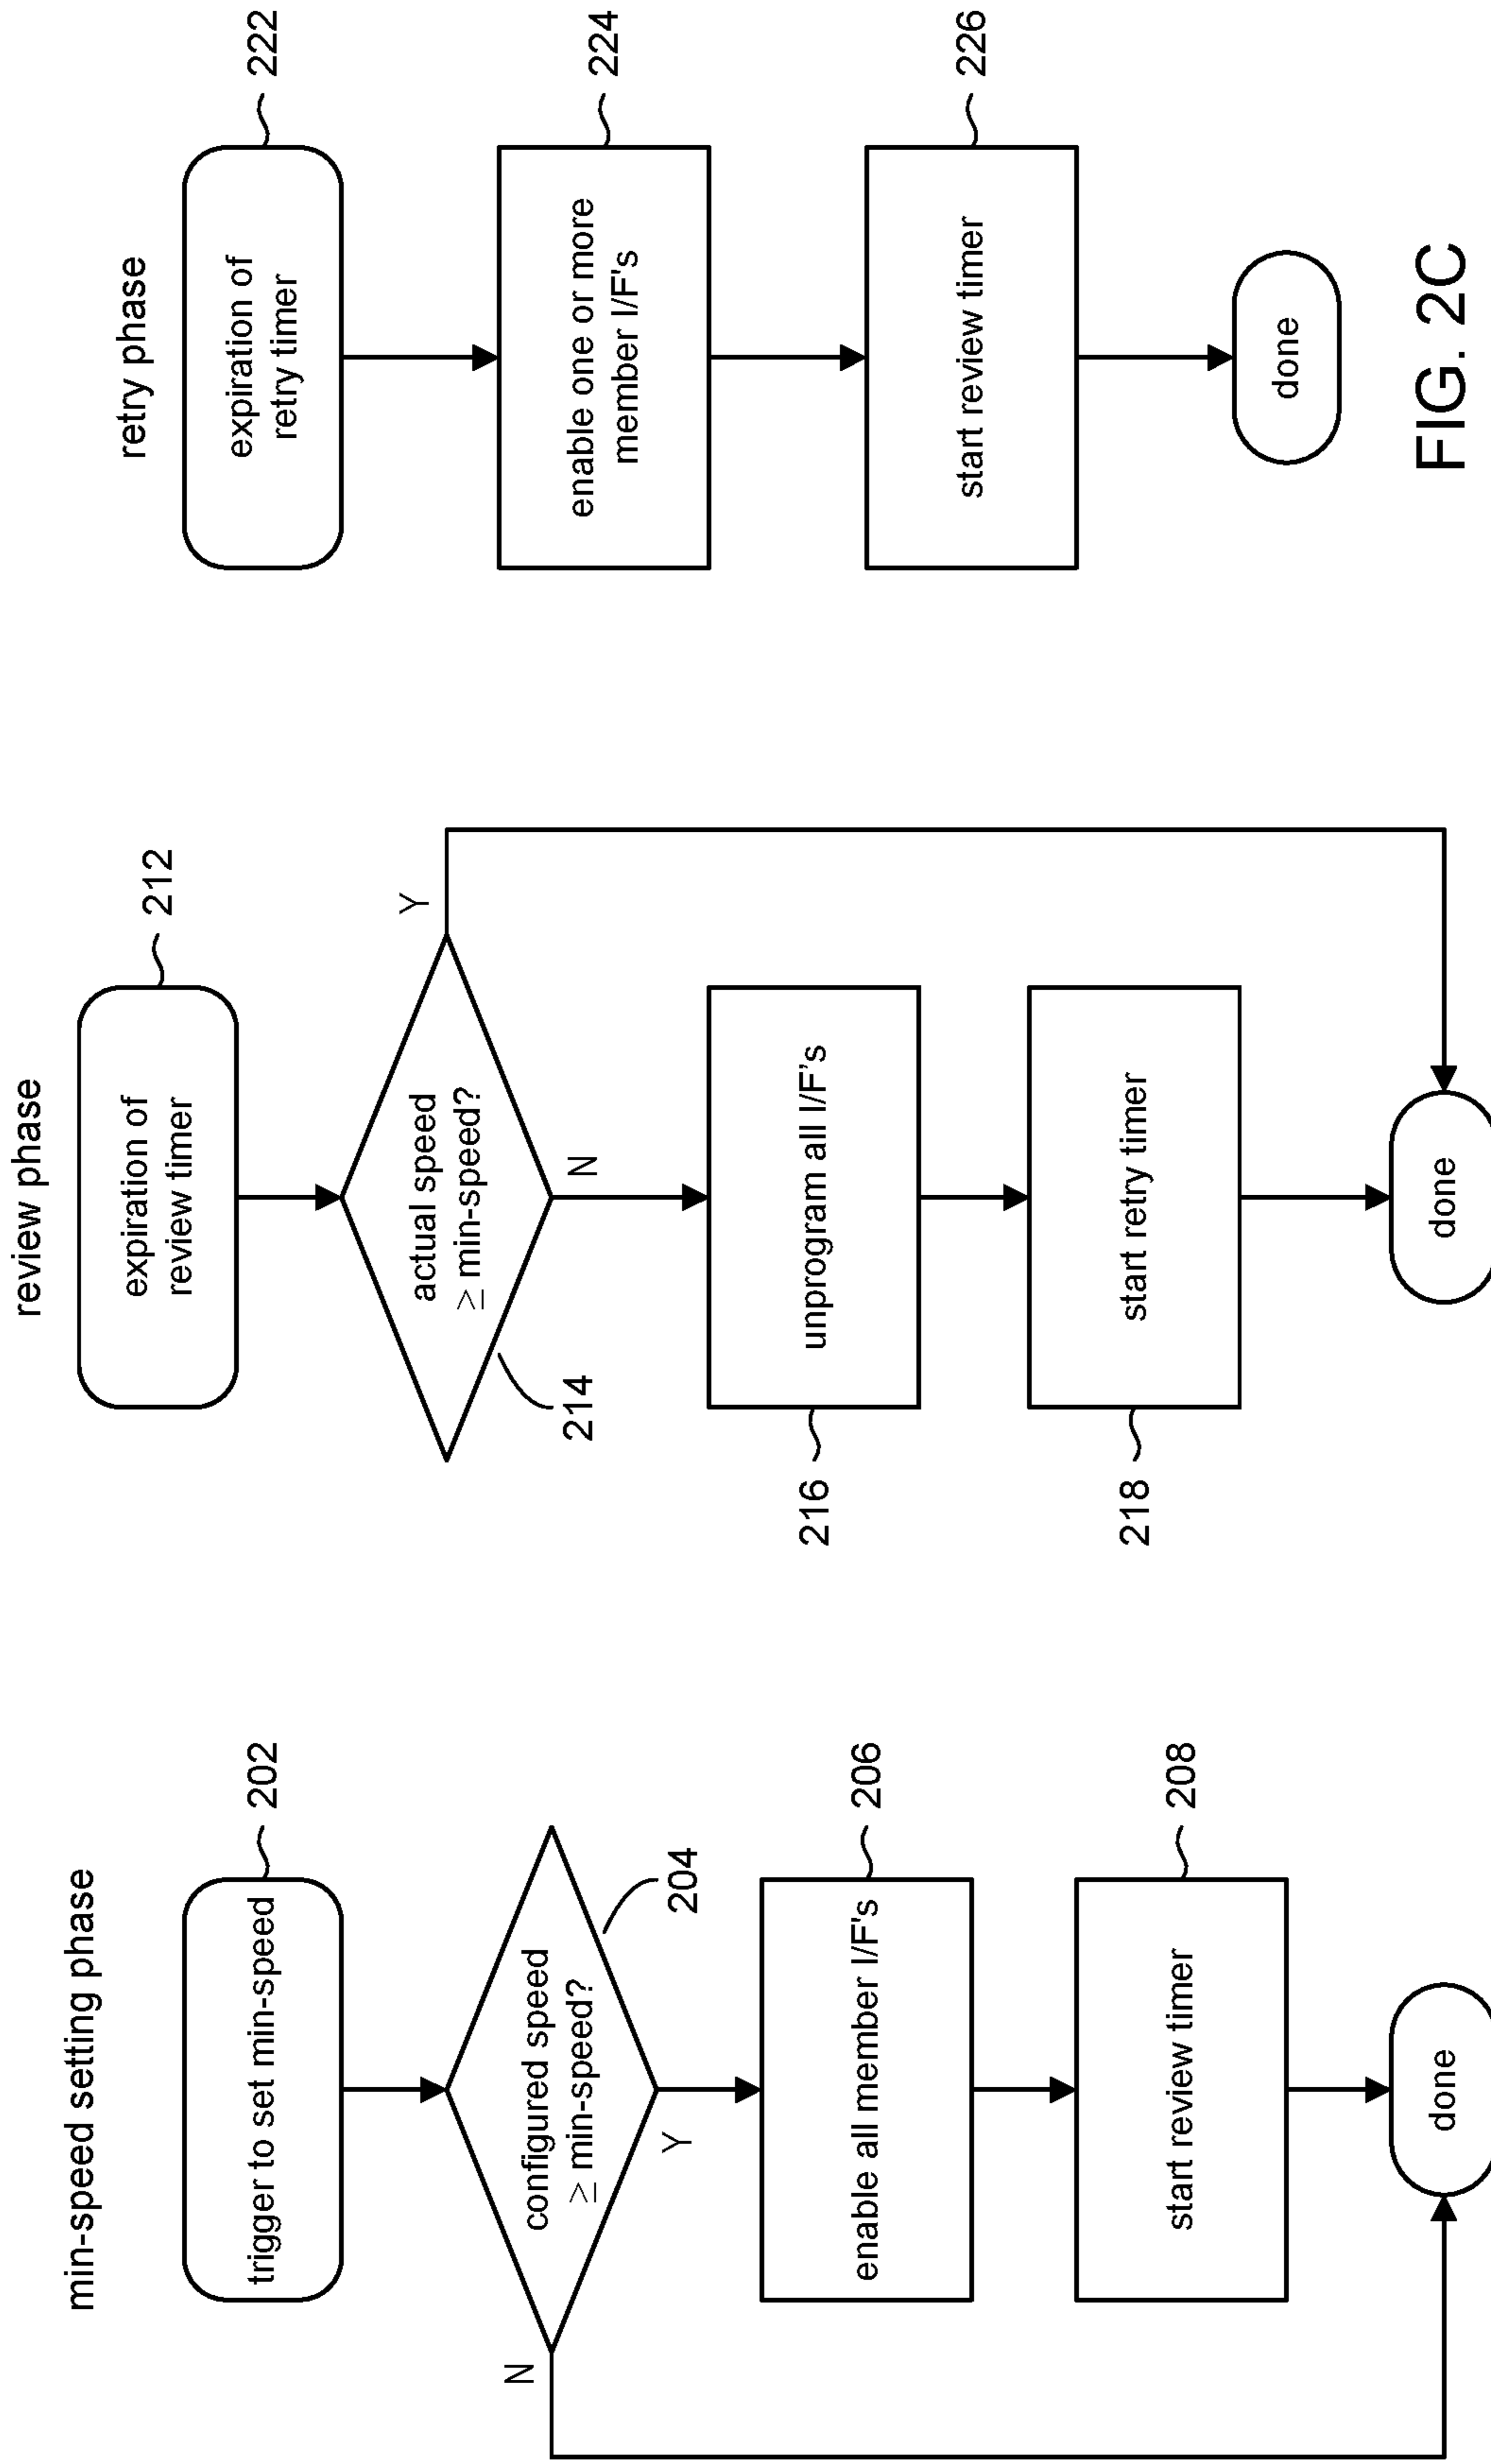 min-speed setting phase
trigger to set min-speed
202
configured speed
≥ min-speed?
204
N
Y
enable all member I/F's
206
start review timer
208
done
review phase
expiration of
review timer
212
actual speed
≥ min-speed?
214
Y
N
unprogram all I/F's
216
start retry timer
218
done
retry phase
expiration of
retry timer
222
enable one or more
member I/F's
224
start review timer
226
done
FIG. 2C